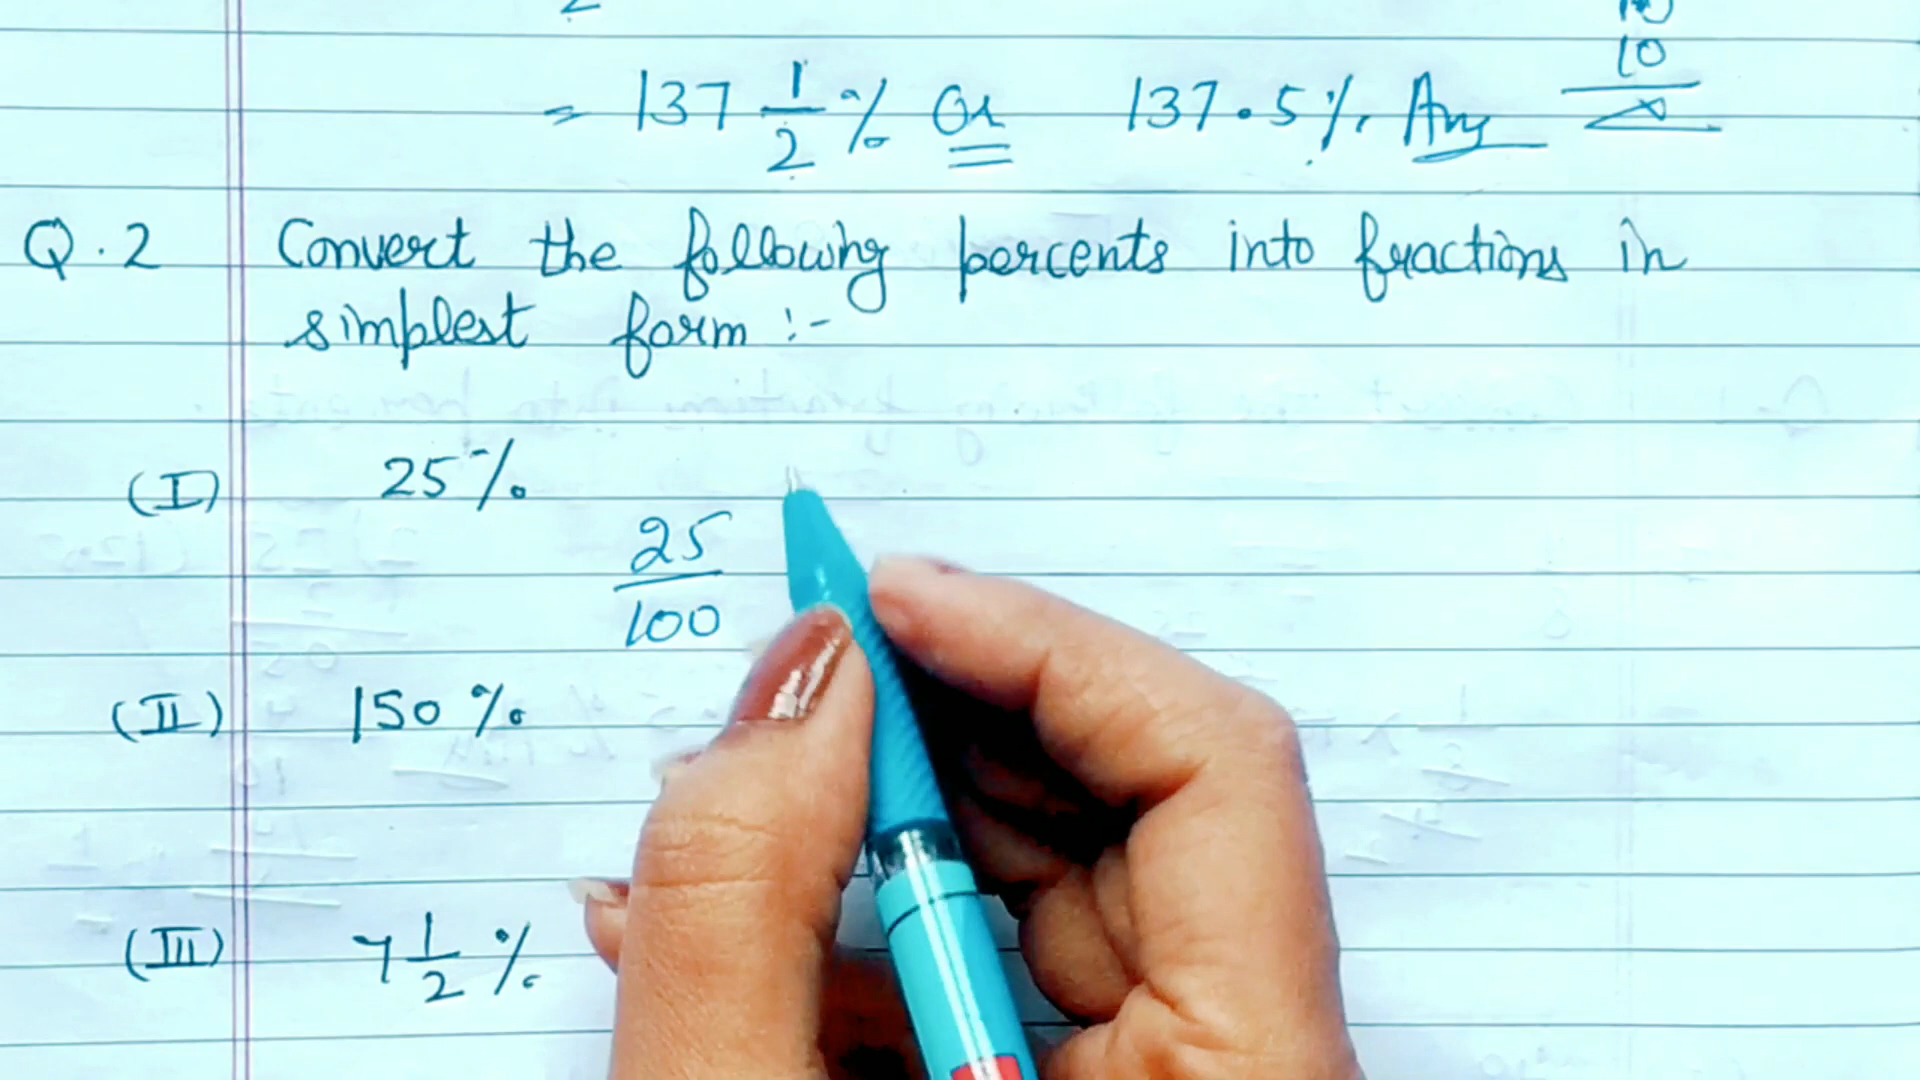 10
= 137 1/2 % Or 137.5% Ans
Q.2 Convert the following percents into fractions in
simplest form :-
(I) 25%
25/100
(II) 150%
(III) 7 1/2 %